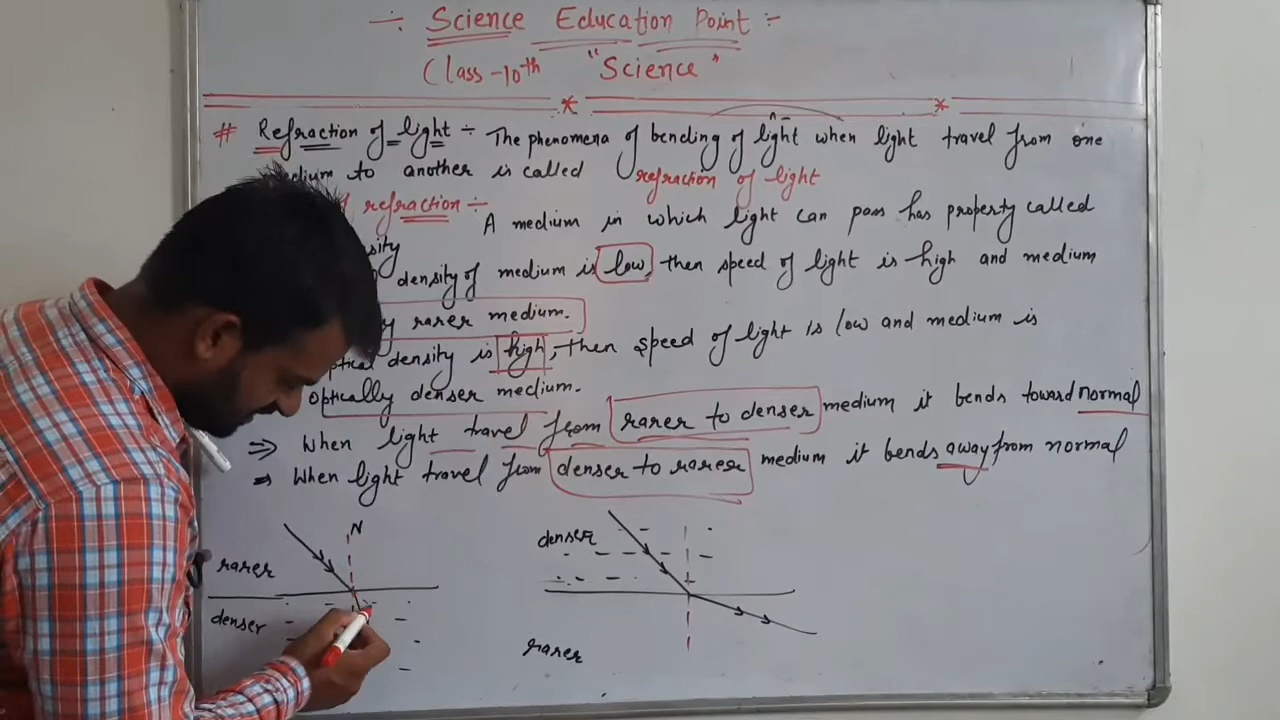 ÷ Science Education Point :-
Class-10th "Science"
# Refraction of light ÷ The phenomena of bending of light when light travel from one
medium to another is called refraction of light
refraction ÷
A medium in which light can pass has property called
density of medium is low then speed of light is high and medium
rarer medium.
density is high, then speed of light is low and medium is
optically denser medium.
⇒ When light travel from rarer to denser medium it bends toward normal
⇒ When light travel from denser to rarer medium it bends away from normal
N
denser
rarer
denser
rarer